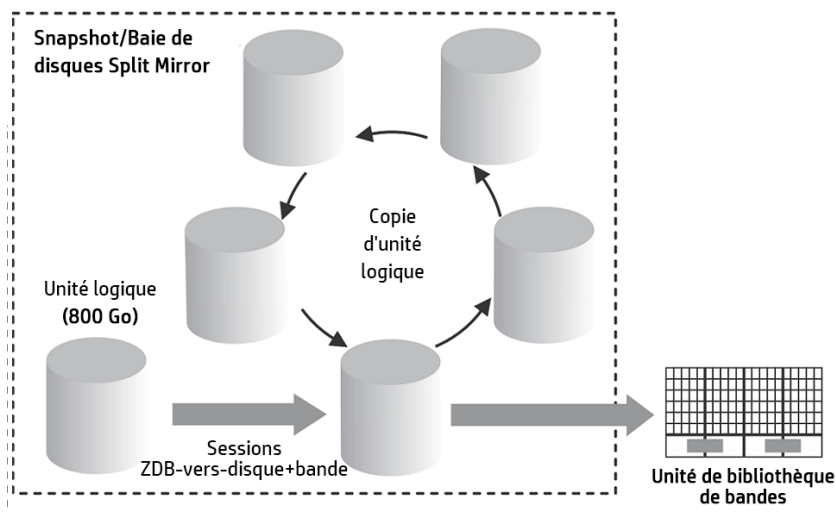 Snapshot/Baie de
disques Split Mirror
Copie
d'unité
logique
Unité logique
(800 Go)
Sessions
ZDB-vers-disque+bande
Unité de bibliothèque
de bandes